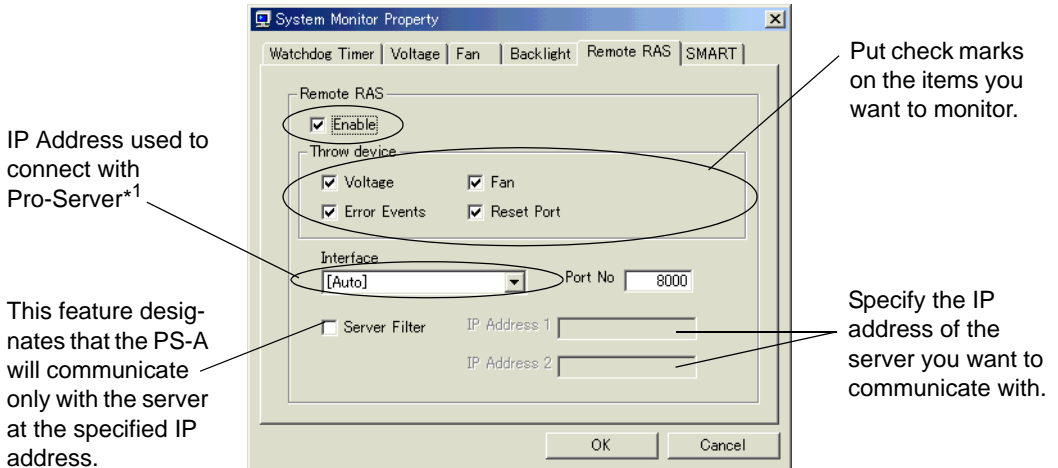 System Monitor Property
Watchdog Timer Voltage Fan Backlight Remote RAS SMART
Remote RAS
Enable
Throw device
Voltage Fan
Error Events Reset Port
Interface
[Auto]
Port No 8000
Server Filter
IP Address 1
IP Address 2
OK Cancel
IP Address used to
connect with
Pro-Server*1
This feature desig-
nates that the PS-A
will communicate
only with the server
at the specified IP
address.
Put check marks
on the items you
want to monitor.
Specify the IP
address of the
server you want to
communicate with.